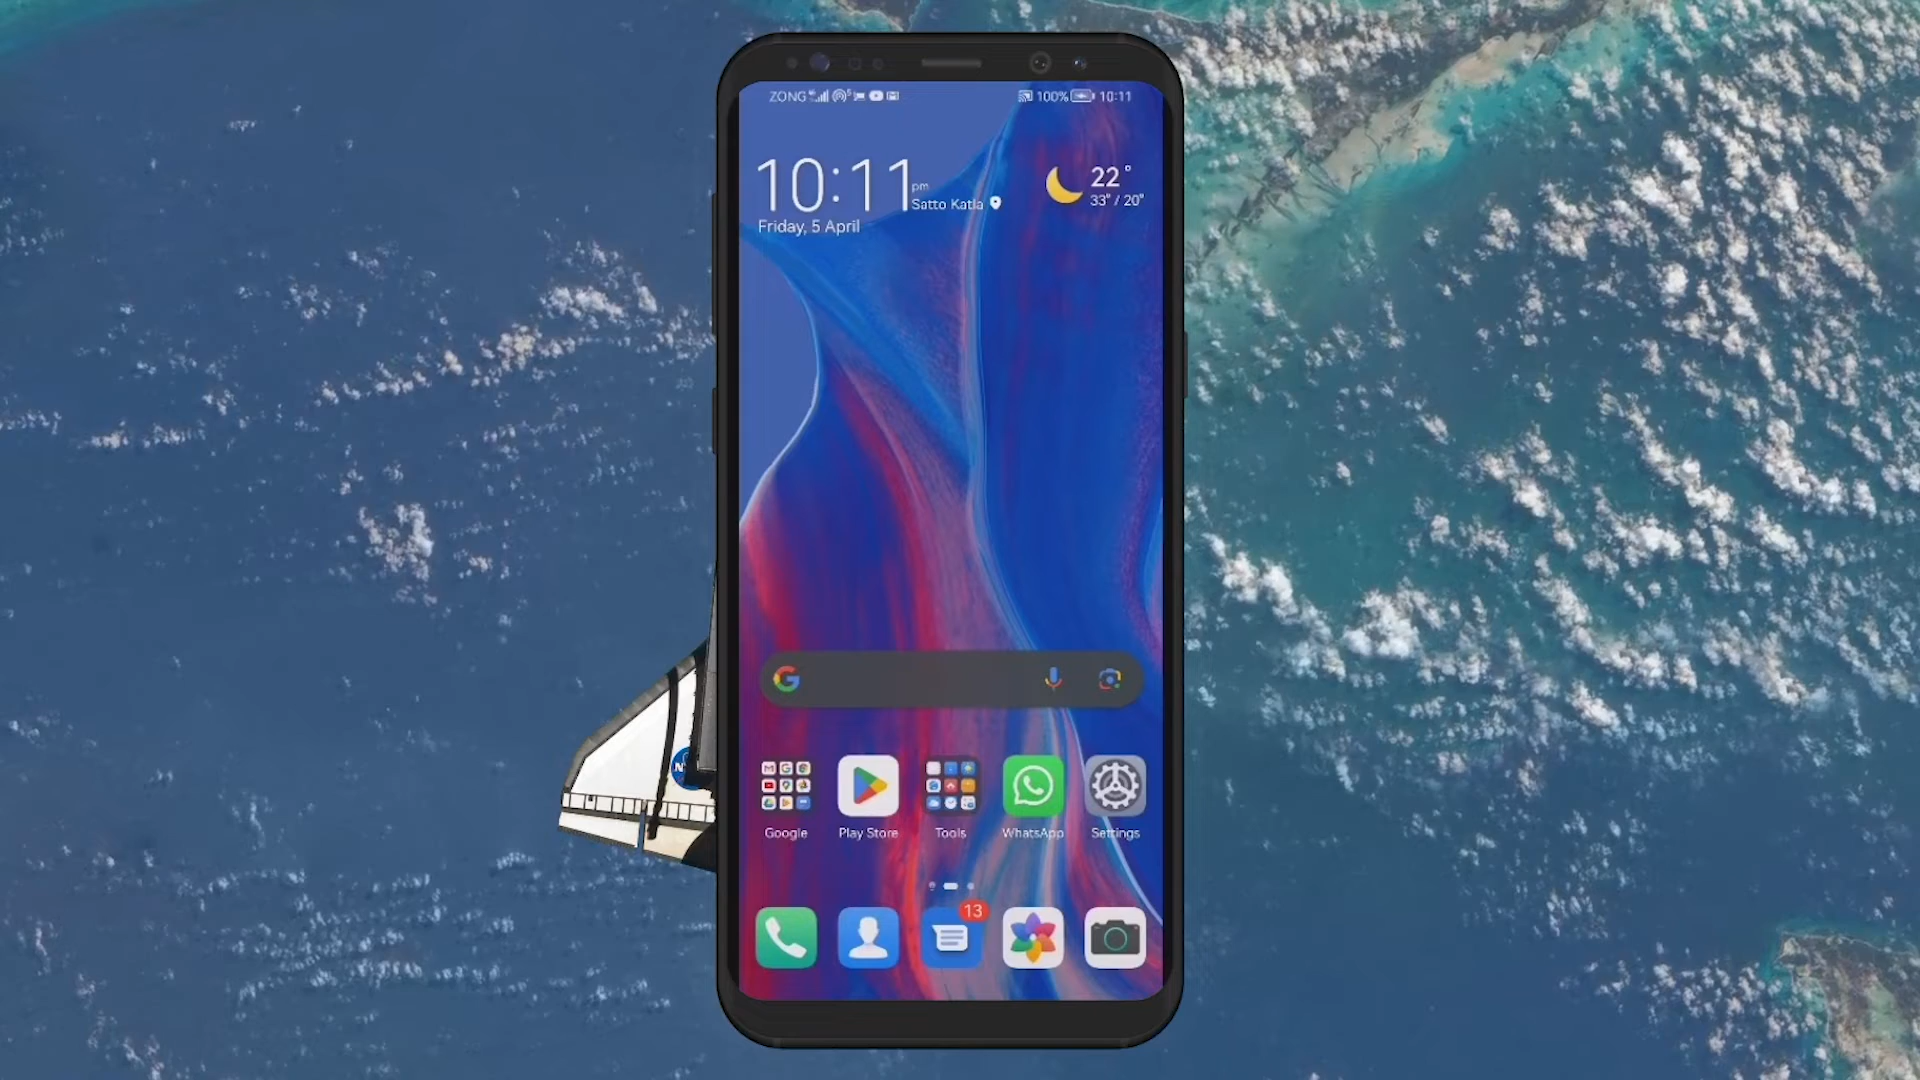 ZONG 100% 10:11
10:11 pm
Satto Katla
Friday, 5 April
22°
33° / 20°
Google Play Store Tools WhatsApp Settings
13